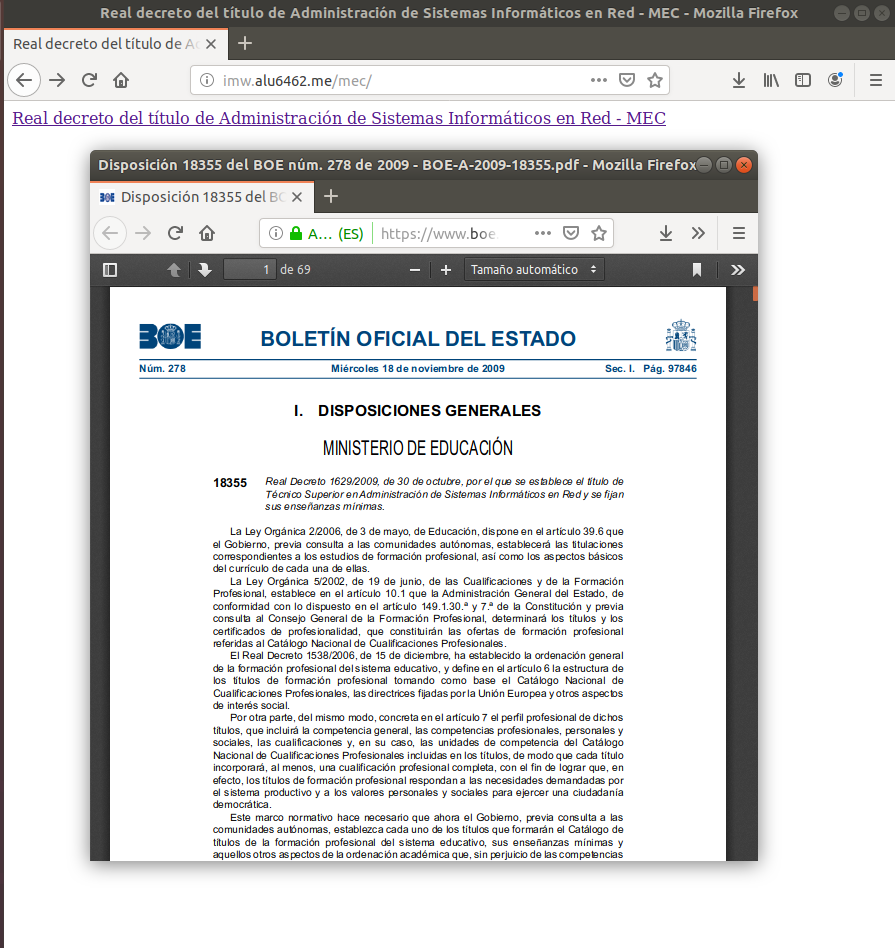 Real decreto del título de Administración de Sistemas Informáticos en Red - MEC - Mozilla Firefox
Real decreto del título de Ac
imw.alu6462.me/mec/
Real decreto del título de Administración de Sistemas Informáticos en Red - MEC
Disposición 18355 del BOE núm. 278 de 2009 - BOE-A-2009-18355.pdf - Mozilla Firefox
BOE Disposición 18355 del BO
A… (ES) https://www.boe.
1 de 69 Tamaño automático
BOE BOLETÍN OFICIAL DEL ESTADO
Núm. 278 Miércoles 18 de noviembre de 2009 Sec. I. Pág. 97846
I. DISPOSICIONES GENERALES
MINISTERIO DE EDUCACIÓN
18355 Real Decreto 1629/2009, de 30 de octubre, por el que se establece el título de
Técnico Superior en Administración de Sistemas Informáticos en Red y se fijan
sus enseñanzas mínimas.
La Ley Orgánica 2/2006, de 3 de mayo, de Educación, dispone en el artículo 39.6 que
el Gobierno, previa consulta a las comunidades autónomas, establecerá las titulaciones
correspondientes a los estudios de formación profesional, así como los aspectos básicos
del currículo de cada una de ellas.
La Ley Orgánica 5/2002, de 19 de junio, de las Cualificaciones y de la Formación
Profesional, establece en el artículo 10.1 que la Administración General del Estado, de
conformidad con lo dispuesto en el artículo 149.1.30.ª y 7.ª de la Constitución y previa
consulta al Consejo General de la Formación Profesional, determinará los títulos y los
certificados de profesionalidad, que constituirán las ofertas de formación profesional
referidas al Catálogo Nacional de Cualificaciones Profesionales.
El Real Decreto 1538/2006, de 15 de diciembre, ha establecido la ordenación general
de la formación profesional del sistema educativo, y define en el artículo 6 la estructura de
los títulos de formación profesional tomando como base el Catálogo Nacional de
Cualificaciones Profesionales, las directrices fijadas por la Unión Europea y otros aspectos
de interés social.
Por otra parte, del mismo modo, concreta en el artículo 7 el perfil profesional de dichos
títulos, que incluirá la competencia general, las competencias profesionales, personales y
sociales, las cualificaciones y, en su caso, las unidades de competencia del Catálogo
Nacional de Cualificaciones Profesionales incluidas en los títulos, de modo que cada título
incorporará, al menos, una cualificación profesional completa, con el fin de lograr que, en
efecto, los títulos de formación profesional respondan a las necesidades demandadas por
el sistema productivo y a los valores personales y sociales para ejercer una ciudadanía
democrática.
Este marco normativo hace necesario que ahora el Gobierno, previa consulta a las
comunidades autónomas, establezca cada uno de los títulos que formarán el Catálogo de
títulos de la formación profesional del sistema educativo, sus enseñanzas mínimas y
aquellos otros aspectos de la ordenación académica que, sin perjuicio de las competencias